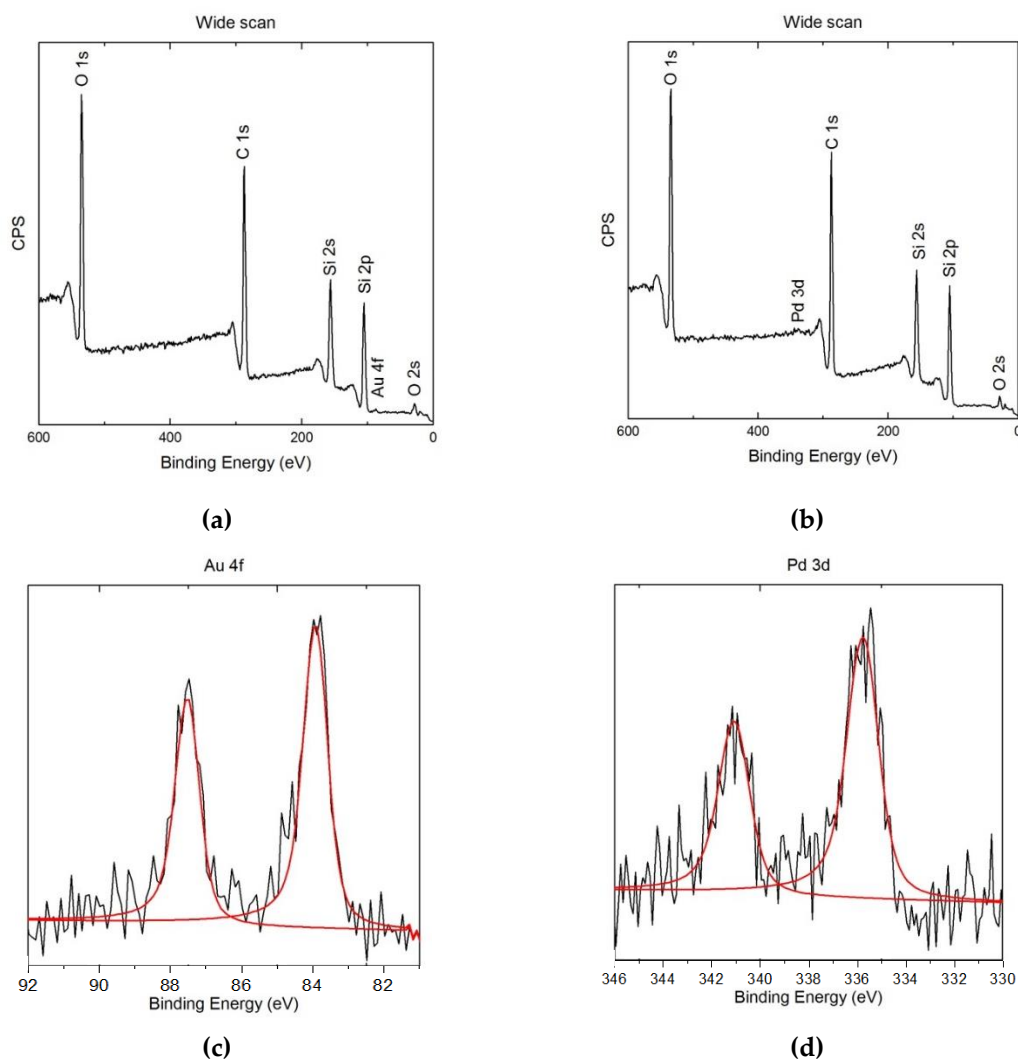 Wide scan
O 1s
C 1s
Si 2s
Si 2p
Au 4f
O 2s
CPS
600
400
200
0
Binding Energy (eV)
(a)
Wide scan
O 1s
Pd 3d
C 1s
Si 2s
Si 2p
O 2s
CPS
600
400
200
0
Binding Energy (eV)
(b)
Au 4f
92
90
88
86
84
82
Binding Energy (eV)
(c)
Pd 3d
346
344
342
340
338
336
334
332
330
Binding Energy (eV)
(d)